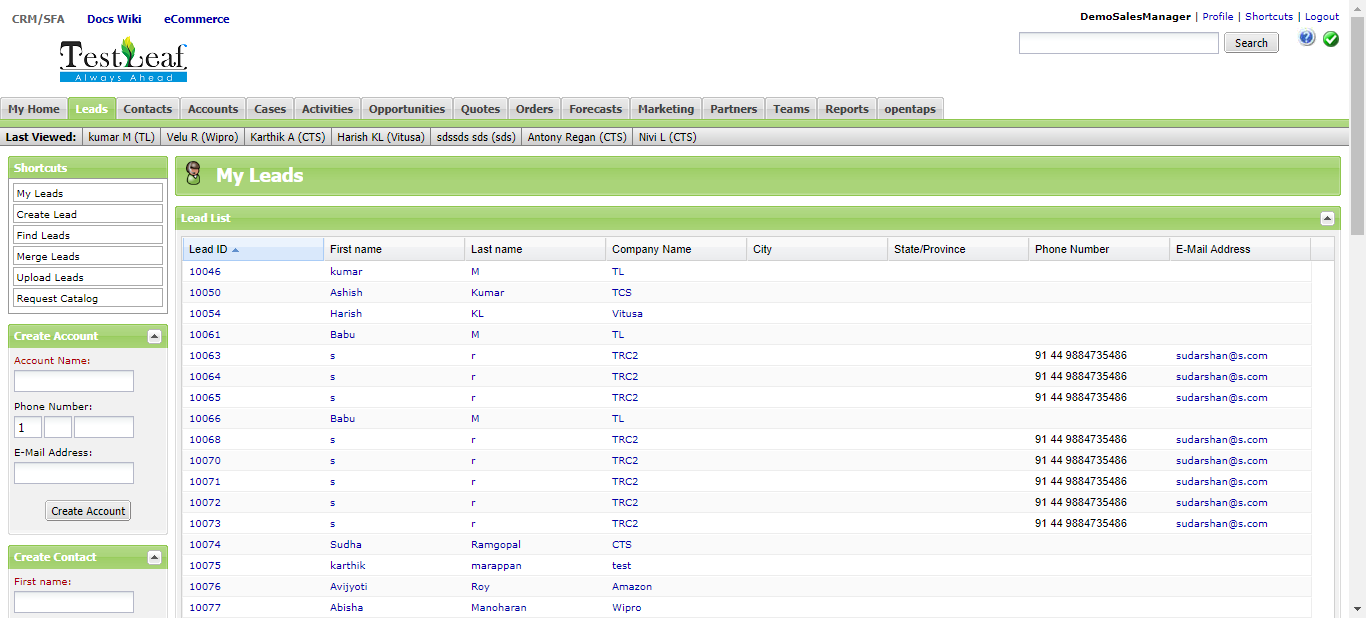 CRM/SFA Docs Wiki eCommerce
DemoSalesManager | Profile | Shortcuts | Logout
TestLeaf
Always Ahead
Search
My Home Leads Contacts Accounts Cases Activities Opportunities Quotes Orders Forecasts Marketing Partners Teams Reports opentaps
Last Viewed: kumar M (TL) Velu R (Wipro) Karthik A (CTS) Harish KL (Vitusa) sdssds sds (sds) Antony Regan (CTS) Nivi L (CTS)
Shortcuts
My Leads
Create Lead
Find Leads
Merge Leads
Upload Leads
Request Catalog
Create Account
Account Name:
Phone Number:
1
E-Mail Address:
Create Account
Create Contact
First name:
My Leads
Lead List
Lead ID First name Last name Company Name City State/Province Phone Number E-Mail Address
10046 kumar M TL
10050 Ashish Kumar TCS
10054 Harish KL Vitusa
10061 Babu M TL
10063 s r TRC2 91 44 9884735486 sudarshan@s.com
10064 s r TRC2 91 44 9884735486 sudarshan@s.com
10065 s r TRC2 91 44 9884735486 sudarshan@s.com
10066 Babu M TL
10068 s r TRC2 91 44 9884735486 sudarshan@s.com
10070 s r TRC2 91 44 9884735486 sudarshan@s.com
10071 s r TRC2 91 44 9884735486 sudarshan@s.com
10072 s r TRC2 91 44 9884735486 sudarshan@s.com
10073 s r TRC2 91 44 9884735486 sudarshan@s.com
10074 Sudha Ramgopal CTS
10075 karthik marappan test
10076 Avijyoti Roy Amazon
10077 Abisha Manoharan Wipro